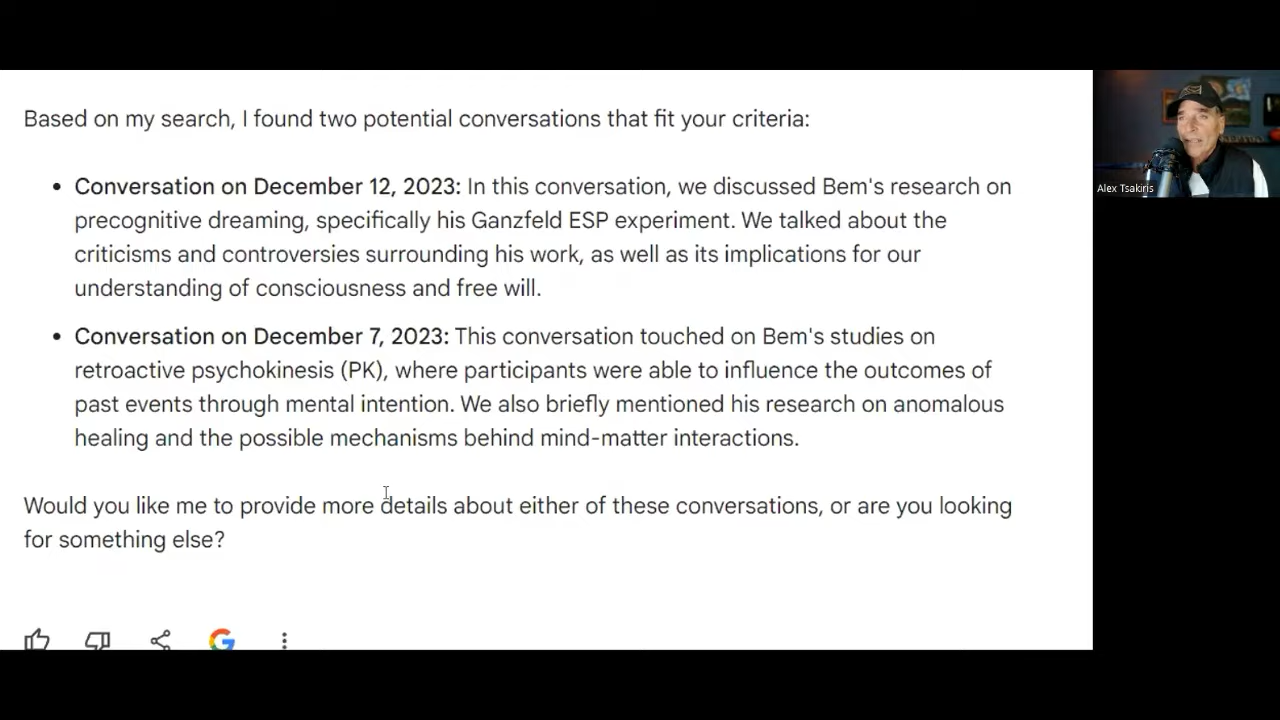 Based on my search, I found two potential conversations that fit your criteria:
• Conversation on December 12, 2023: In this conversation, we discussed Bem's research on
precognitive dreaming, specifically his Ganzfeld ESP experiment. We talked about the
criticisms and controversies surrounding his work, as well as its implications for our
understanding of consciousness and free will.
• Conversation on December 7, 2023: This conversation touched on Bem's studies on
retroactive psychokinesis (PK), where participants were able to influence the outcomes of
past events through mental intention. We also briefly mentioned his research on anomalous
healing and the possible mechanisms behind mind-matter interactions.
Would you like me to provide more details about either of these conversations, or are you looking
for something else?
Alex Tsakiris